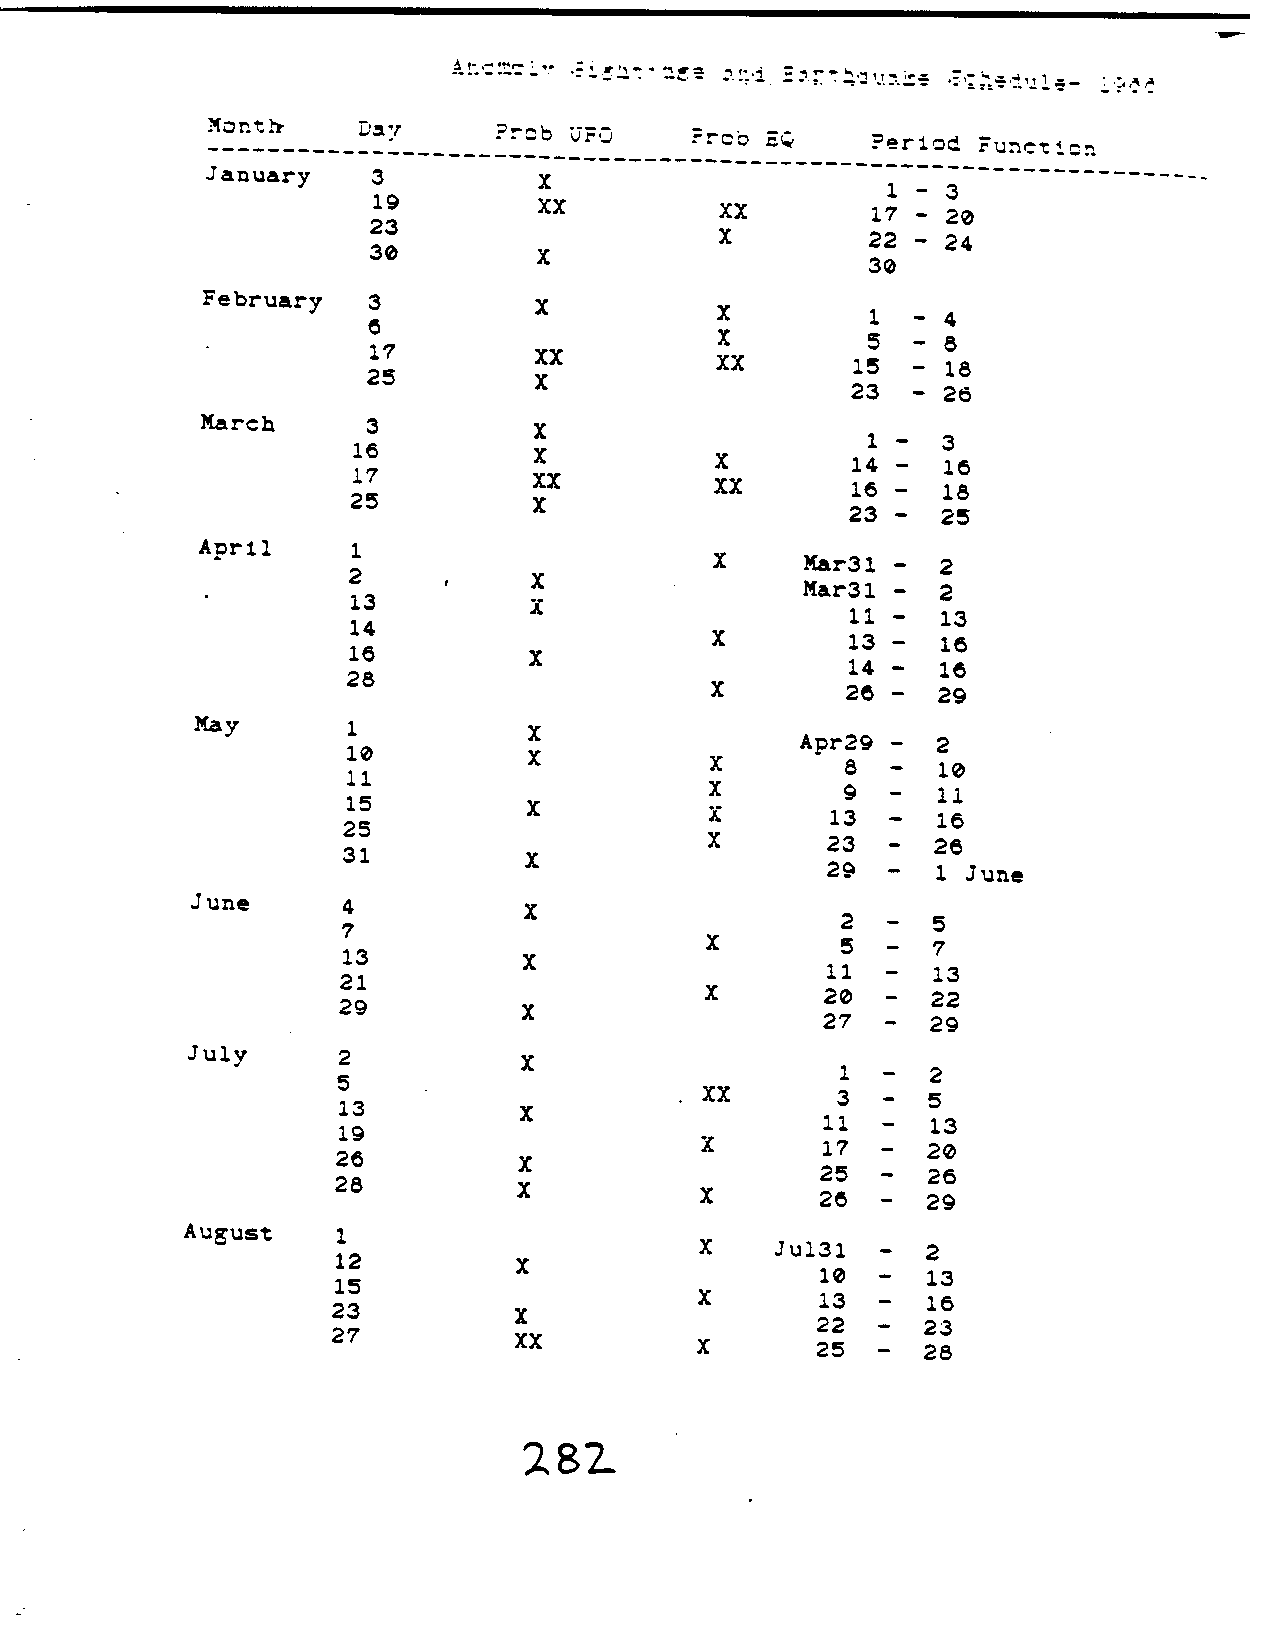 Anomaly Sightings and Earthquake Schedule-
Month Day Prob UFO Prob EQ Period Function
January 3 X 1 - 3
19 XX XX 17 - 20
23 X 22 - 24
30 X 30
February 3 X X 1 - 4
6 X 5 - 8
17 XX XX 15 - 18
25 X 23 - 26
March 3 X 1 - 3
16 X X 14 - 16
17 XX XX 16 - 18
25 X 23 - 25
April 1 X Mar31 - 2
2 X Mar31 - 2
13 X 11 - 13
14 X 13 - 16
16 X 14 - 16
28 X 26 - 29
May 1 X Apr29 - 2
10 X X 8 - 10
11 X 9 - 11
15 X X 13 - 16
25 X 23 - 26
31 X 29 - 1 June
June 4 X 2 - 5
7 X 5 - 7
13 X 11 - 13
21 X 20 - 22
29 X 27 - 29
July 2 X 1 - 2
5 XX 3 - 5
13 X 11 - 13
19 X 17 - 20
26 X 25 - 26
28 X X 26 - 29
August 1 X Jul31 - 2
12 X 10 - 13
15 X 13 - 16
23 X 22 - 23
27 XX X 25 - 28
282